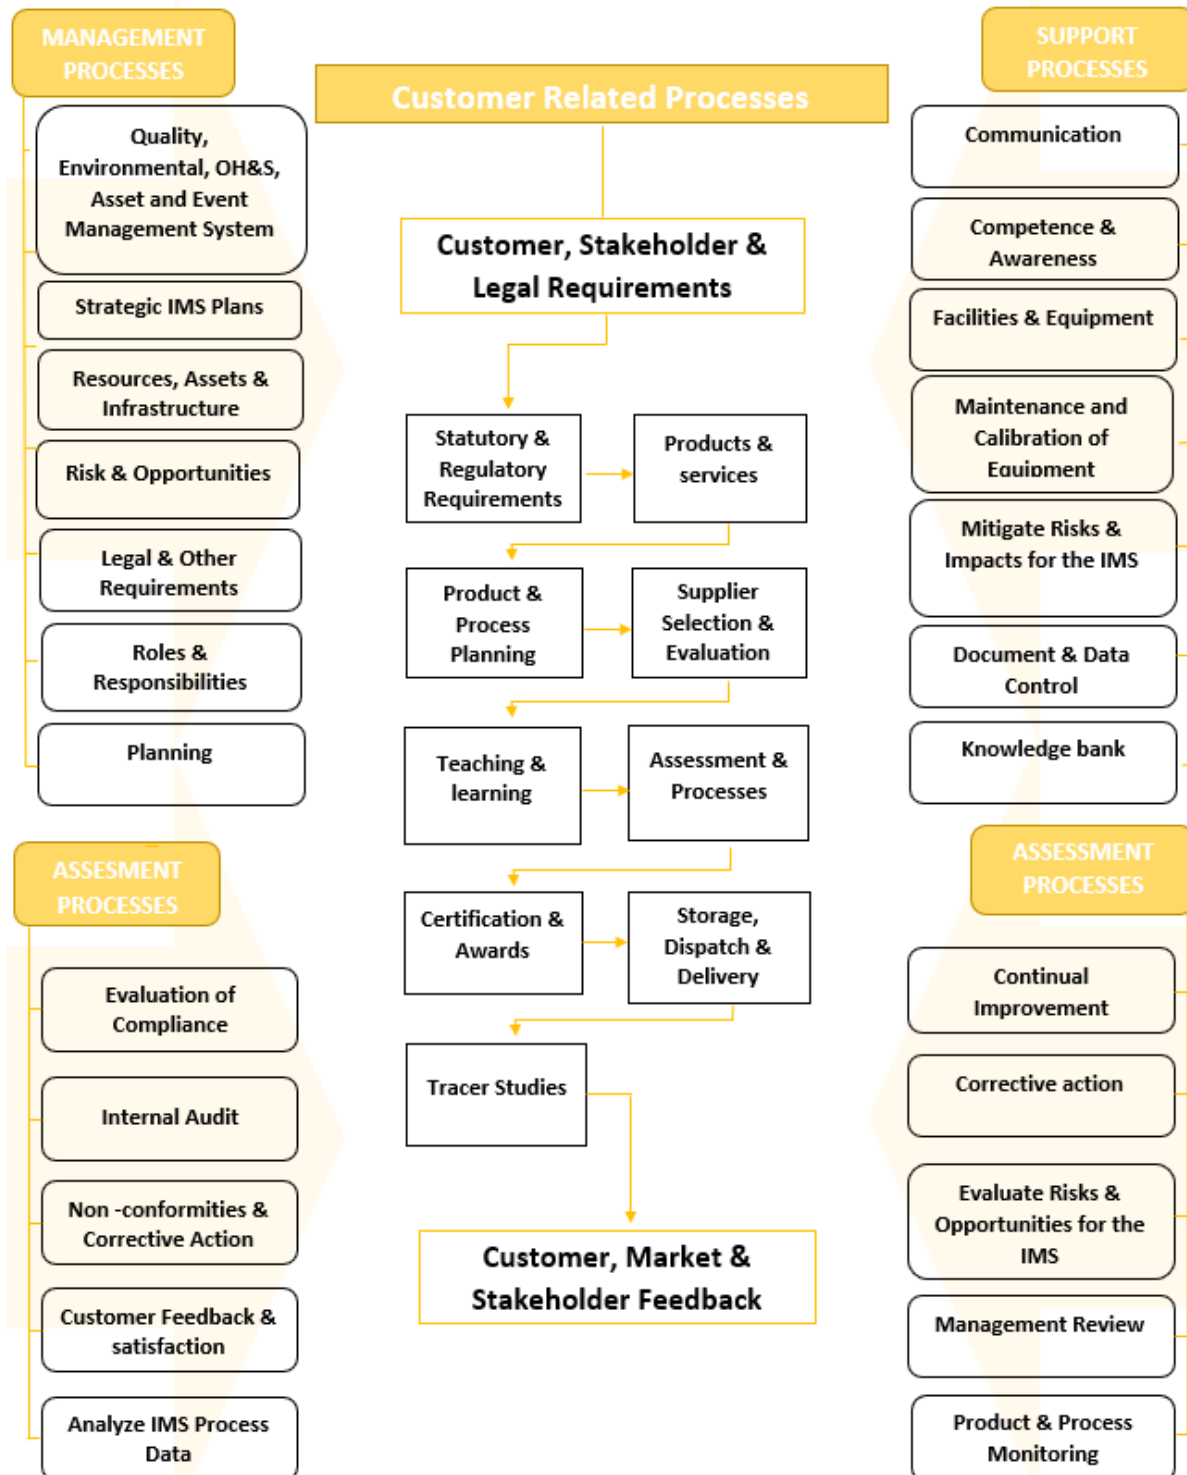 MANAGEMENT
PROCESSES
Quality,
Environmental, OH&S,
Asset and Event
Management System
Strategic IMS Plans
Resources, Assets &
Infrastructure
Risk & Opportunities
Legal & Other
Requirements
Roles &
Responsibilities
Planning
ASSESMENT
PROCESSES
Evaluation of
Compliance
Internal Audit
Non -conformities &
Corrective Action
Customer Feedback &
satisfaction
Analyze IMS Process
Data
Customer Related Processes
Customer, Stakeholder &
Legal Requirements
Statutory &
Regulatory
Requirements
Products &
services
Product &
Process
Planning
Supplier
Selection &
Evaluation
Teaching &
learning
Assessment &
Processes
Certification &
Awards
Storage,
Dispatch &
Delivery
Tracer Studies
Customer, Market &
Stakeholder Feedback
SUPPORT
PROCESSES
Communication
Competence &
Awareness
Facilities & Equipment
Maintenance and
Calibration of
Equipment
Mitigate Risks &
Impacts for the IMS
Document & Data
Control
Knowledge bank
ASSESSMENT
PROCESSES
Continual
Improvement
Corrective action
Evaluate Risks &
Opportunities for the
IMS
Management Review
Product & Process
Monitoring